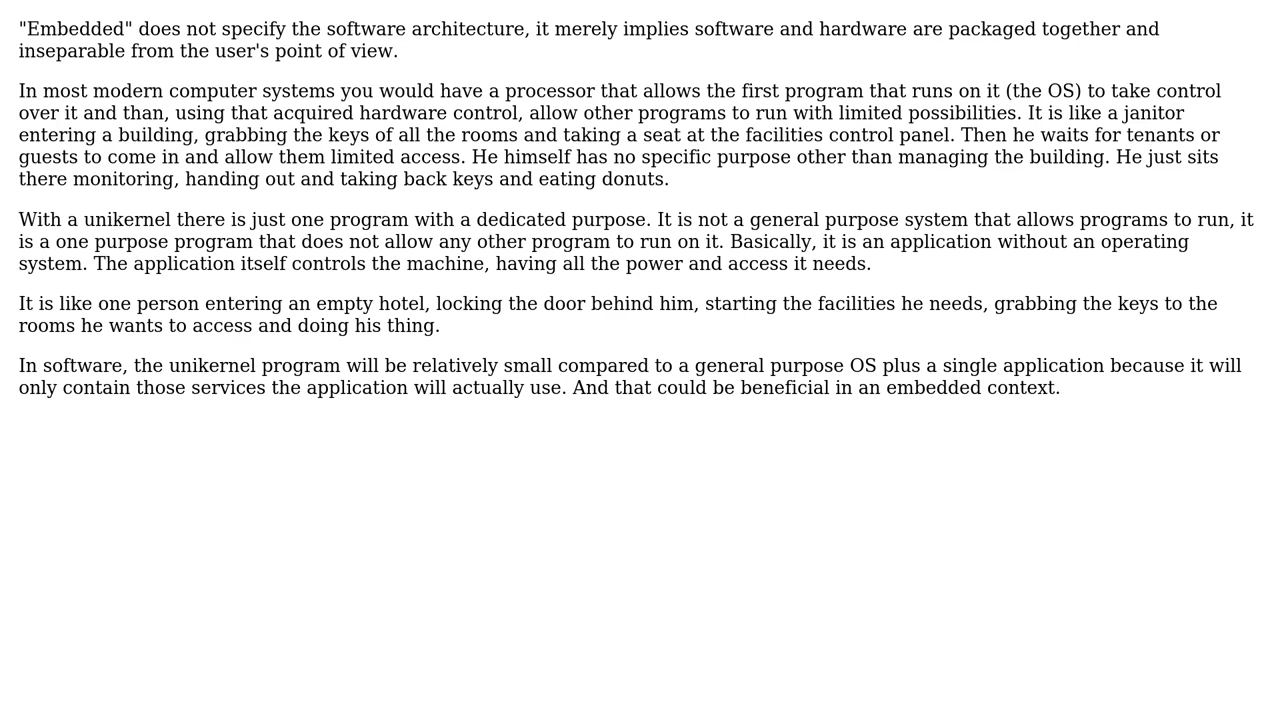 "Embedded" does not specify the software architecture, it merely implies software and hardware are packaged together and
inseparable from the user's point of view.
In most modern computer systems you would have a processor that allows the first program that runs on it (the OS) to take control
over it and than, using that acquired hardware control, allow other programs to run with limited possibilities. It is like a janitor
entering a building, grabbing the keys of all the rooms and taking a seat at the facilities control panel. Then he waits for tenants or
guests to come in and allow them limited access. He himself has no specific purpose other than managing the building. He just sits
there monitoring, handing out and taking back keys and eating donuts.
With a unikernel there is just one program with a dedicated purpose. It is not a general purpose system that allows programs to run, it
is a one purpose program that does not allow any other program to run on it. Basically, it is an application without an operating
system. The application itself controls the machine, having all the power and access it needs.
It is like one person entering an empty hotel, locking the door behind him, starting the facilities he needs, grabbing the keys to the
rooms he wants to access and doing his thing.
In software, the unikernel program will be relatively small compared to a general purpose OS plus a single application because it will
only contain those services the application will actually use. And that could be beneficial in an embedded context.